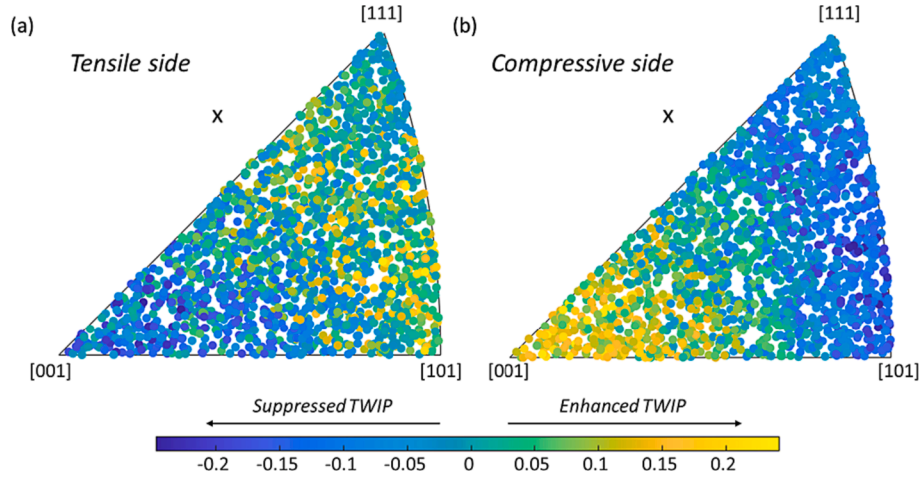 (a)
[111]
Tensile side
x
[001]
[101]
(b)
[111]
Compressive side
x
[001]
[101]
Suppressed TWIP
Enhanced TWIP
-0.2 -0.15 -0.1 -0.05 0 0.05 0.1 0.15 0.2